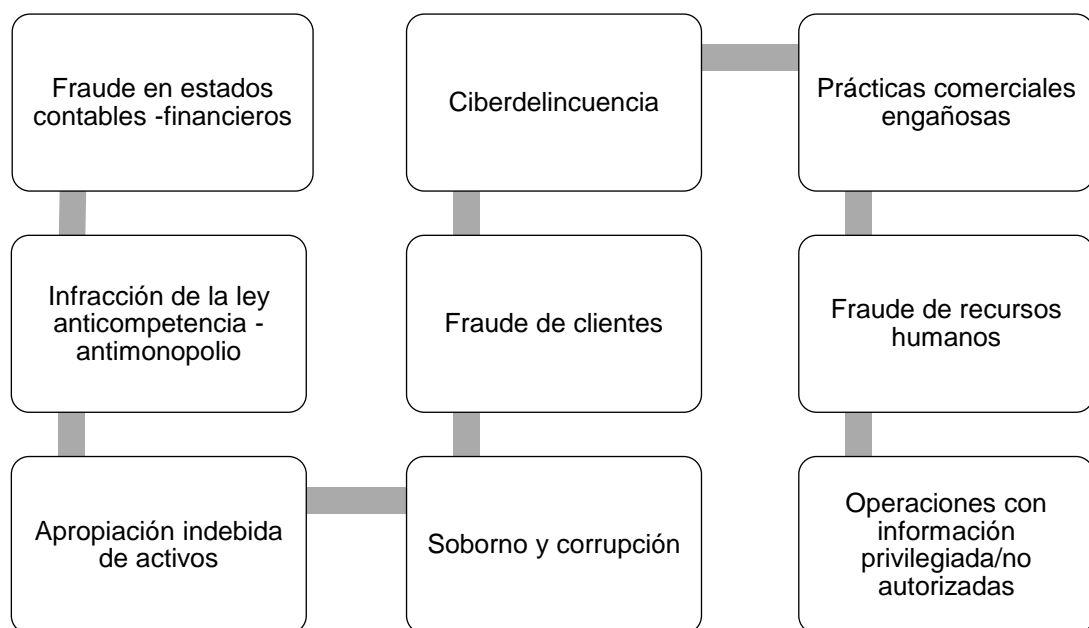 Fraude en estados
contables -financieros
Infracción de la ley
anticompetencia -
antimonopolio
Apropiación indebida
de activos
Soborno y corrupción
Fraude de clientes
Ciberdelincuencia
Prácticas comerciales
engañosas
Fraude de recursos
humanos
Operaciones con
información
privilegiada/no
autorizadas